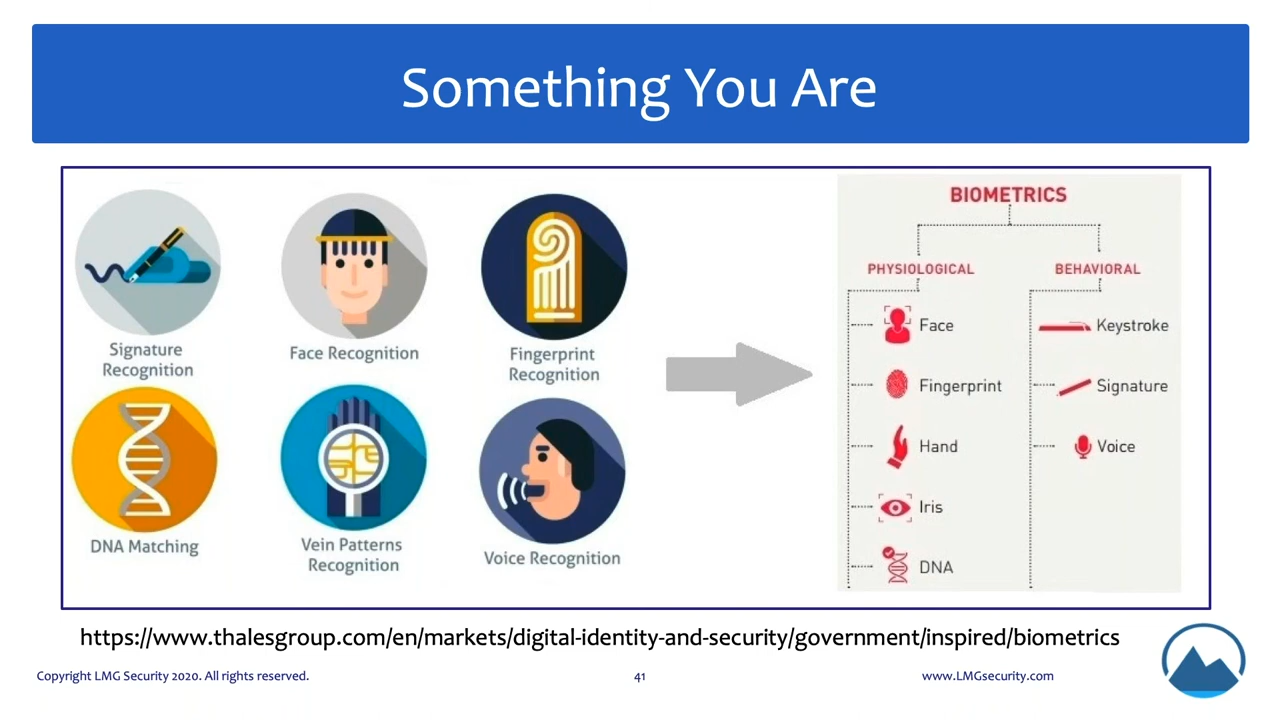 Something You Are
Signature
Recognition
Face Recognition
Fingerprint
Recognition
DNA Matching
Vein Patterns
Recognition
Voice Recognition
BIOMETRICS
PHYSIOLOGICAL
Face
Fingerprint
Hand
Iris
DNA
BEHAVIORAL
Keystroke
Signature
Voice
https://www.thalesgroup.com/en/markets/digital-identity-and-security/government/inspired/biometrics
Copyright LMG Security 2020. All rights reserved.
41
www.LMGsecurity.com